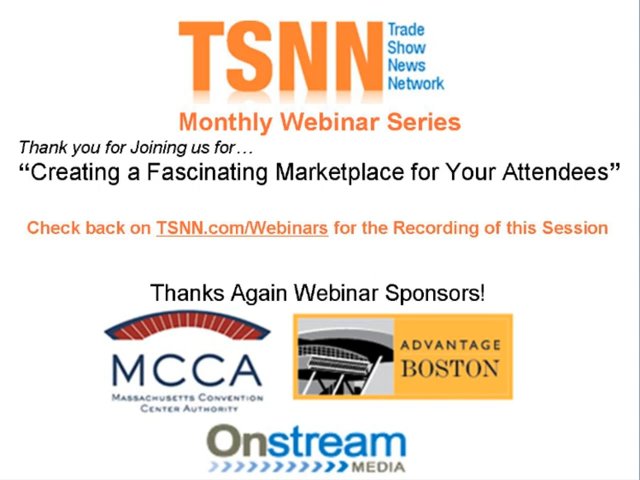 TSNN
Trade
Show
News
Network
Monthly Webinar Series
Thank you for Joining us for…
“Creating a Fascinating Marketplace for Your Attendees”
Check back on TSNN.com/Webinars for the Recording of this Session
Thanks Again Webinar Sponsors!
MCCA
Massachusetts Convention
Center Authority
ADVANTAGE
BOSTON
Onstream
MEDIA